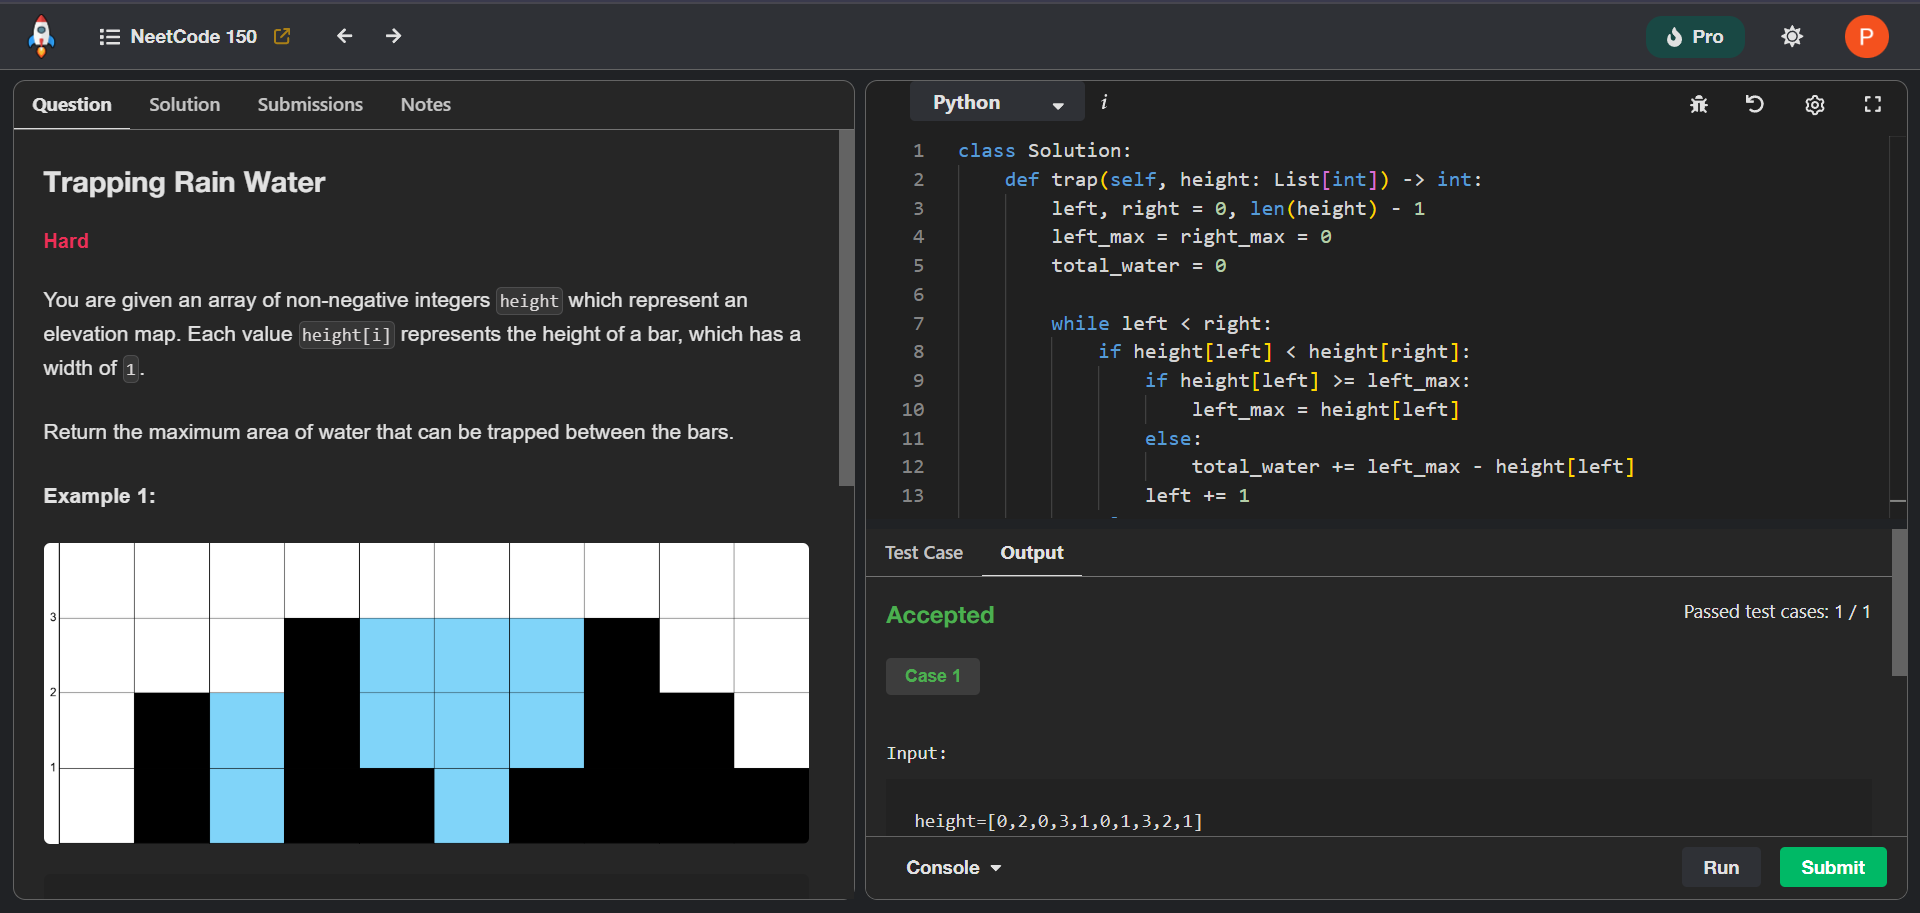 NeetCode 150
Pro
P
Question Solution Submissions Notes
Trapping Rain Water
Hard
You are given an array of non-negative integers height which represent an
elevation map. Each value height[i] represents the height of a bar, which has a
width of 1.
Return the maximum area of water that can be trapped between the bars.
Example 1:
3
2
1
Python i
1 class Solution:
2 def trap(self, height: List[int]) -> int:
3 left, right = 0, len(height) - 1
4 left_max = right_max = 0
5 total_water = 0
6
7 while left < right:
8 if height[left] < height[right]:
9 if height[left] >= left_max:
10 left_max = height[left]
11 else:
12 total_water += left_max - height[left]
13 left += 1
Test Case Output
Accepted
Passed test cases: 1 / 1
Case 1
Input:
height=[0,2,0,3,1,0,1,3,2,1]
Console
Run
Submit